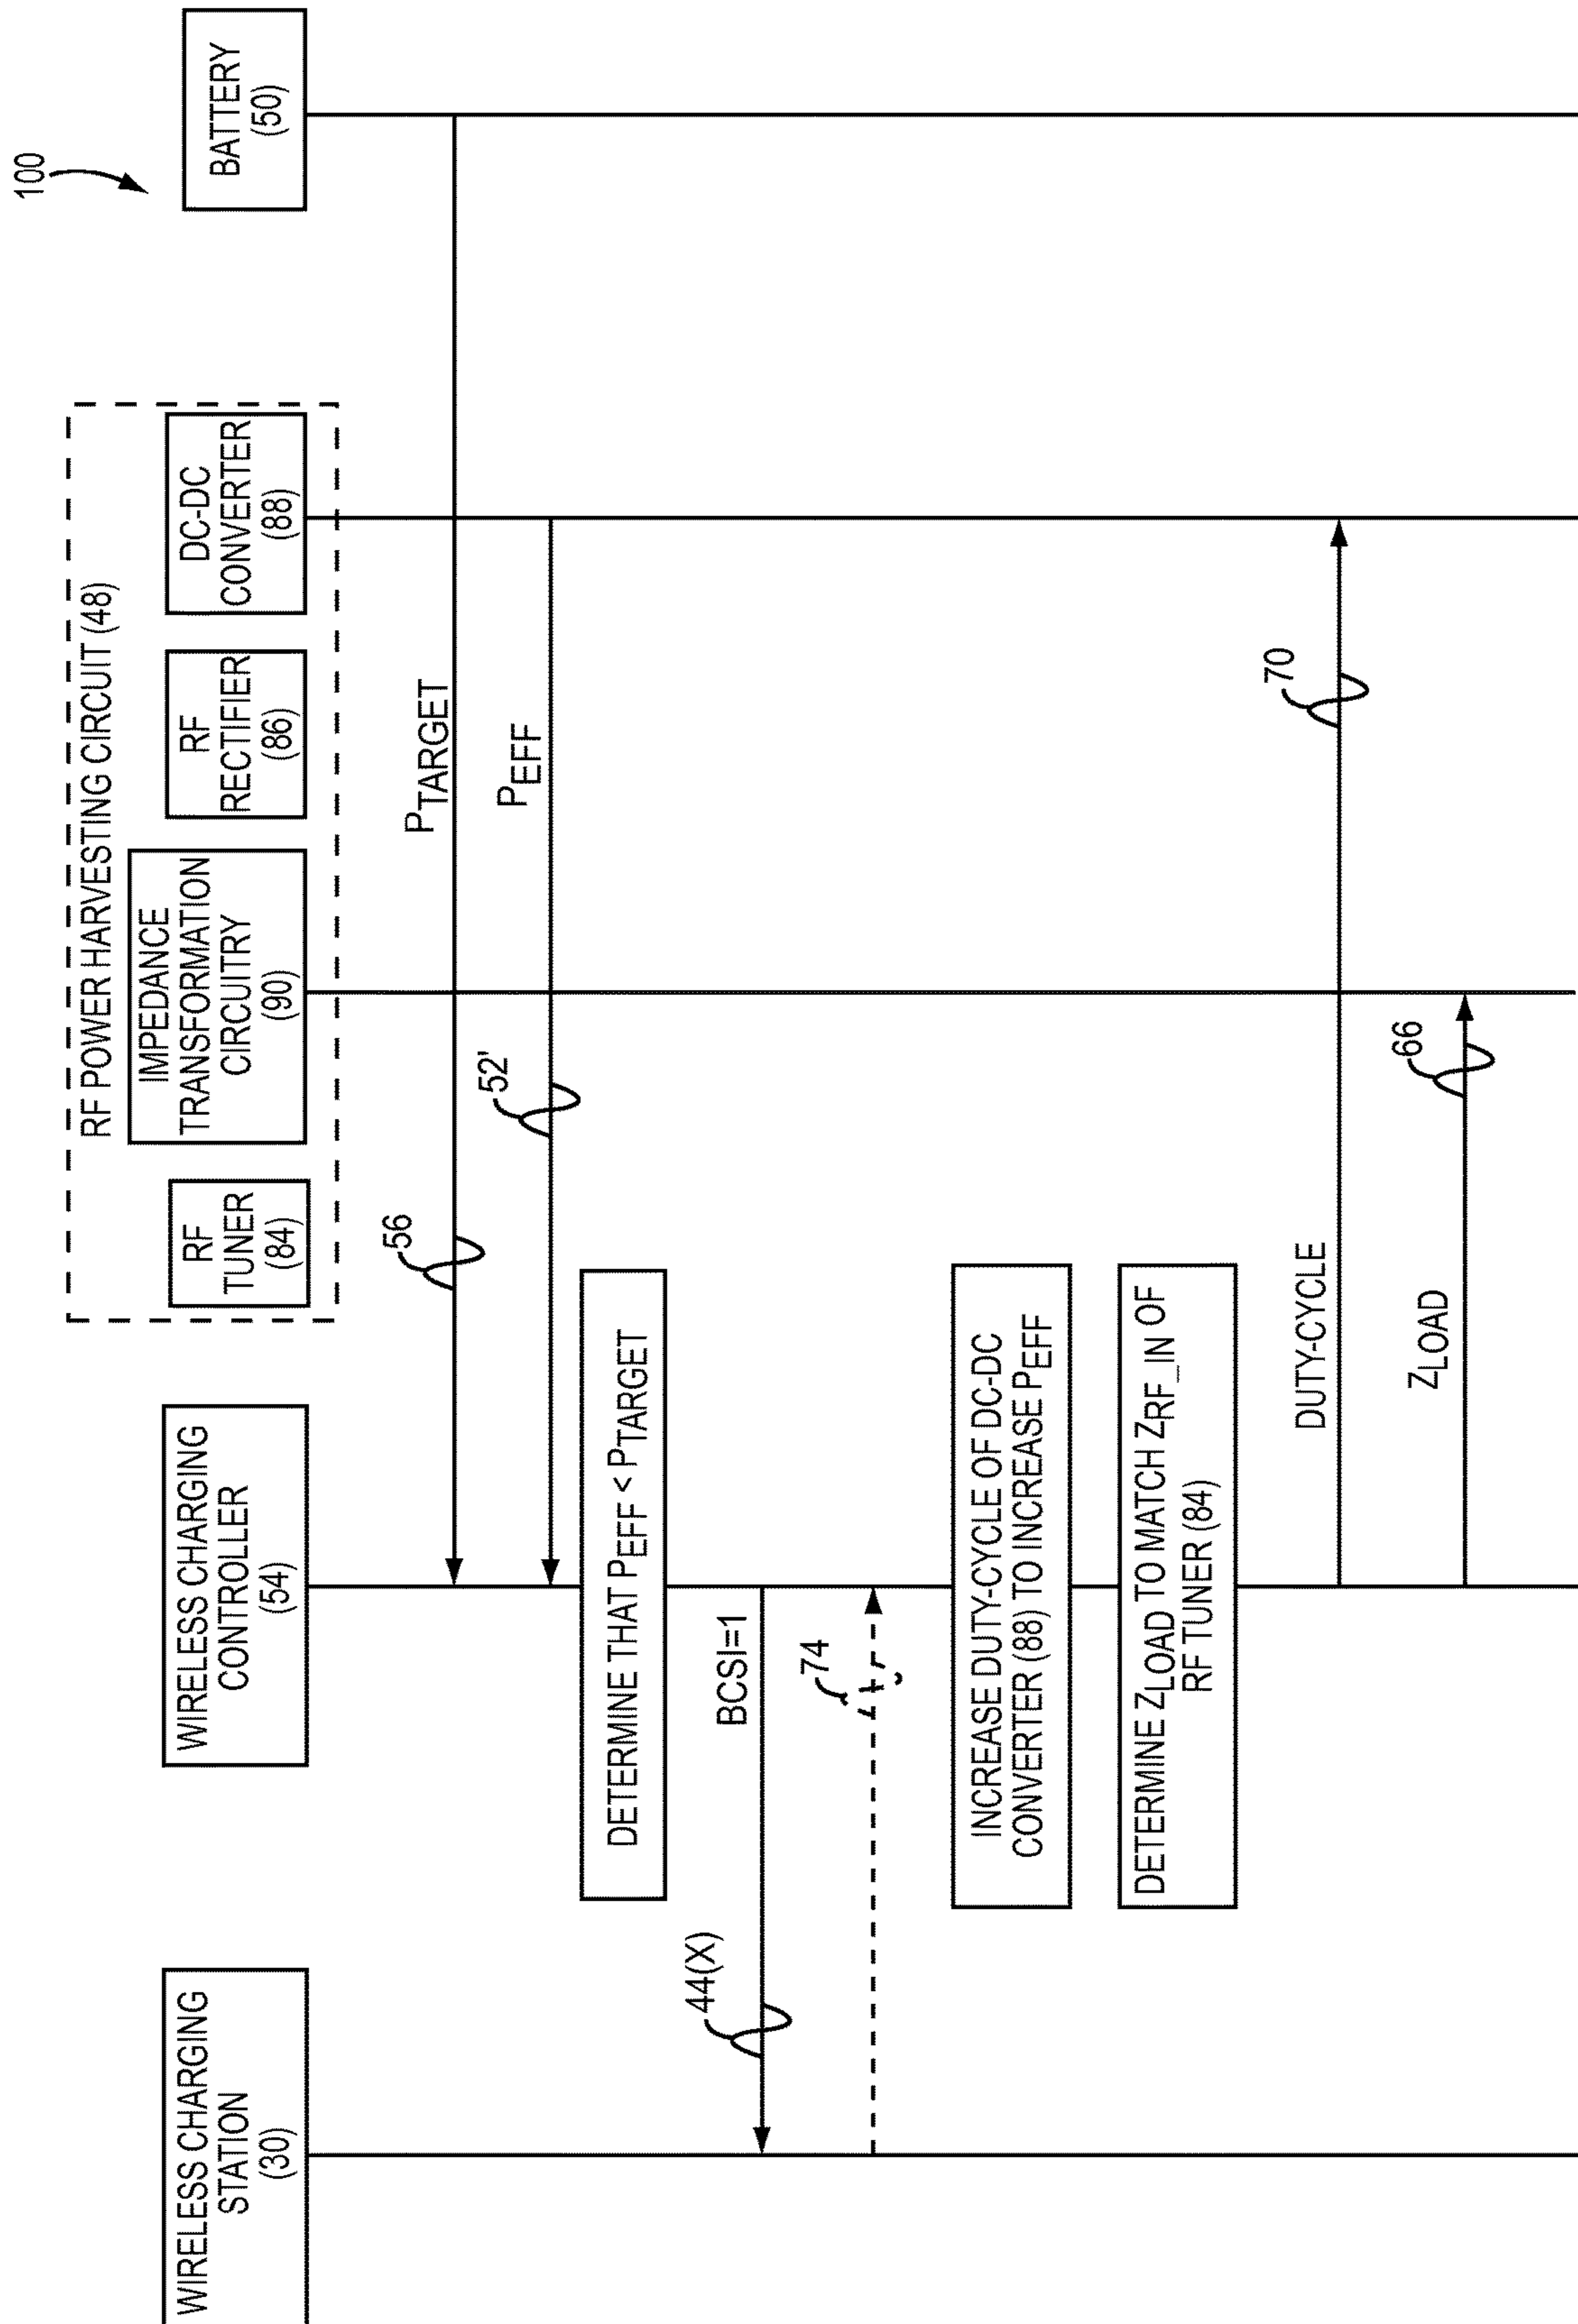 100
RF POWER HARVESTING CIRCUIT (48)
WIRELESS CHARGING
STATION
(30)
WIRELESS CHARGING
CONTROLLER
(54)
RF
TUNER
(84)
IMPEDANCE
TRANSFORMATION
CIRCUITRY
(90)
RF
RECTIFIER
(86)
DC-DC
CONVERTER
(88)
BATTERY
(50)
56
PTARGET
52'
PEFF
DETERMINE THAT PEFF < PTARGET
44(X)
BCSI=1
74
INCREASE DUTY-CYCLE OF DC-DC
CONVERTER (88) TO INCREASE PEFF
DETERMINE ZLOAD TO MATCH ZRF_IN OF
RF TUNER (84)
DUTY-CYCLE
70
ZLOAD
66